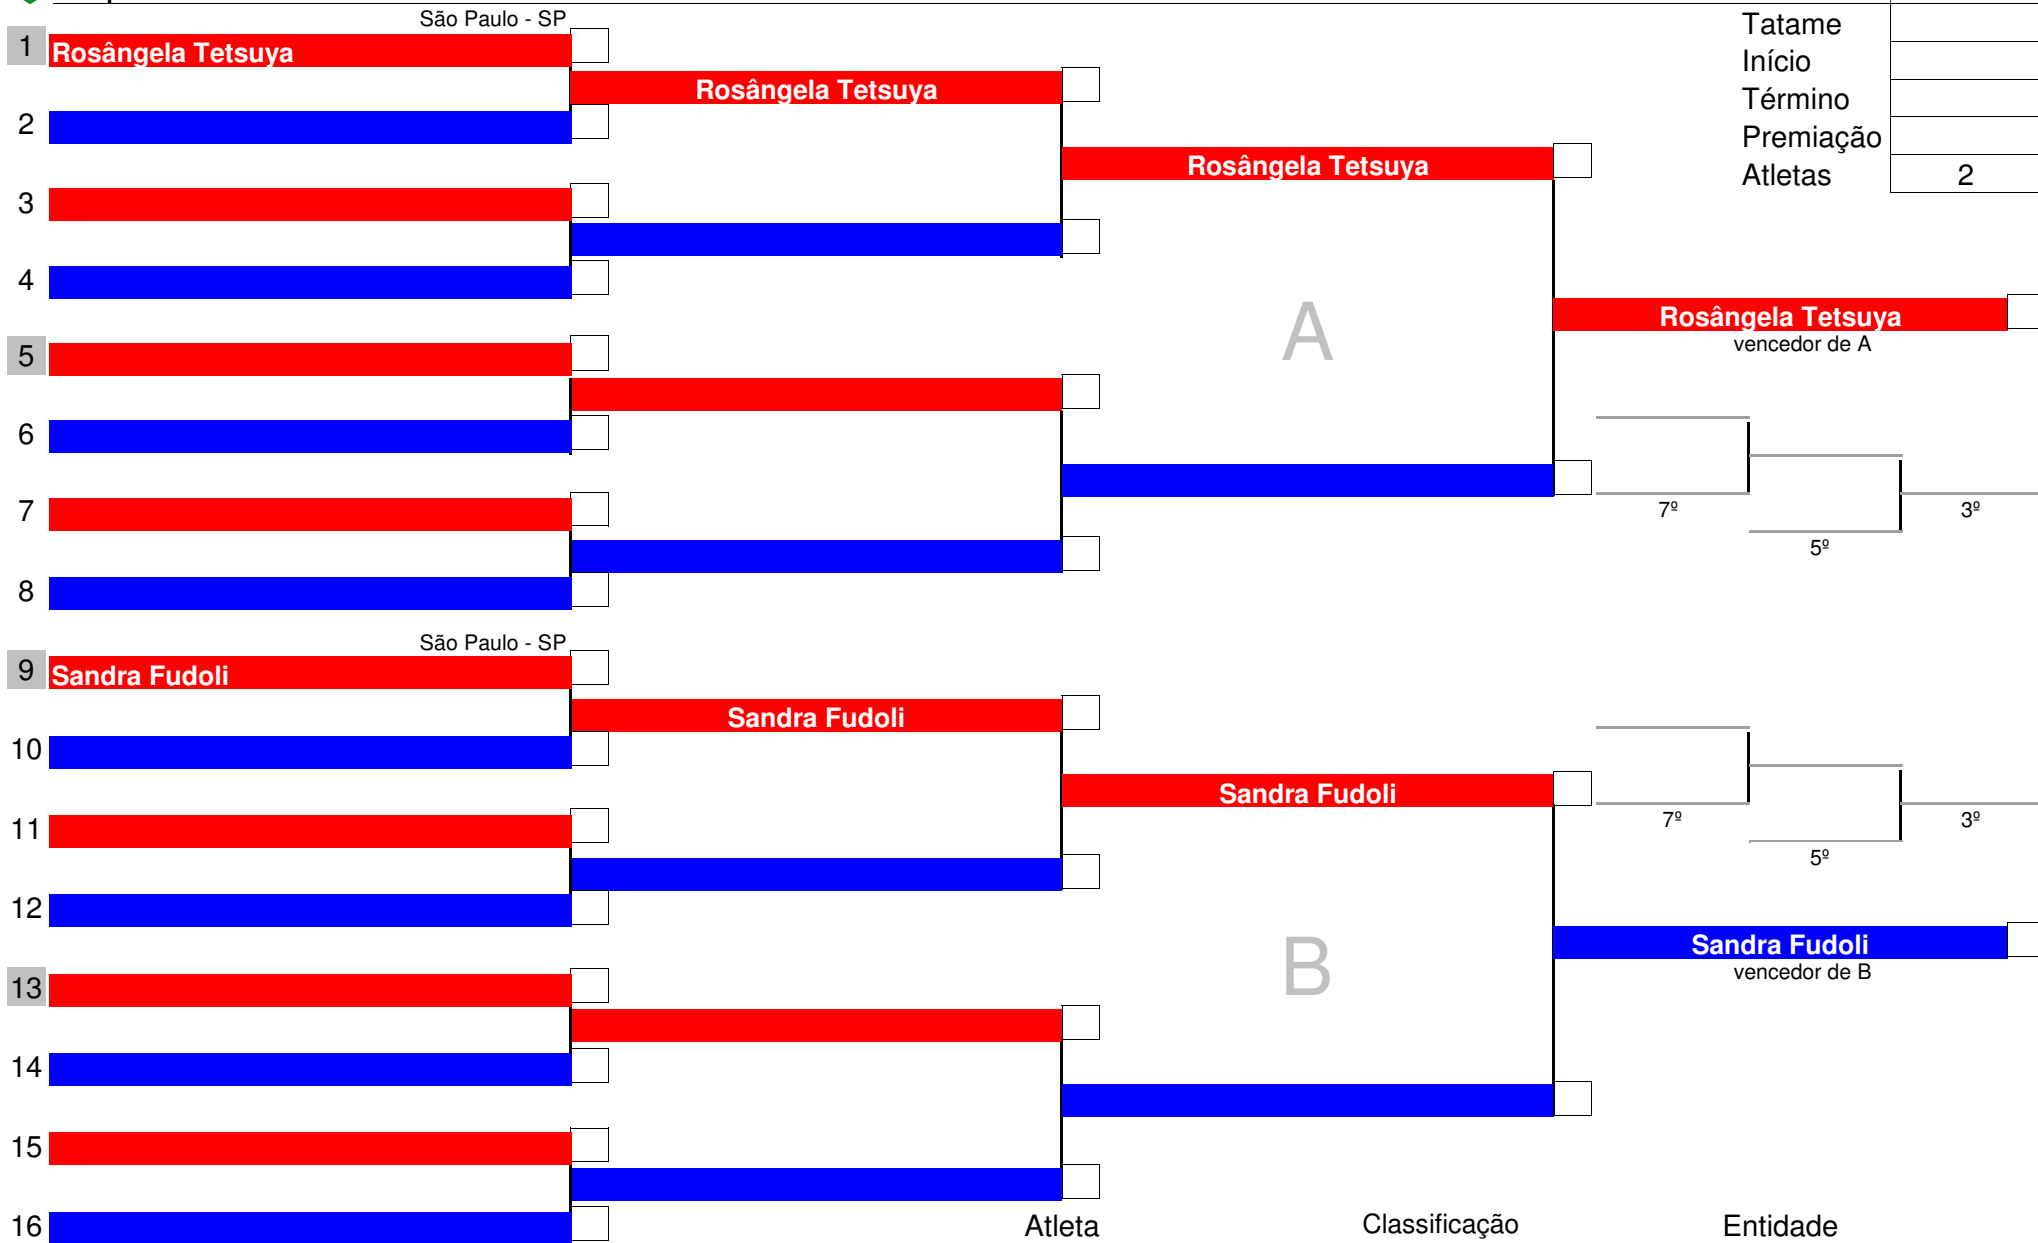 São Paulo - SP
Tatame
1 Rosângela Tetsuya
Início
Rosângela Tetsuya
Término
2
Premiação
Rosângela Tetsuya
Atletas 2
3
4
A
Rosângela Tetsuya
vencedor de A
5
6
7
7º 3º
5º
8
São Paulo - SP
9 Sandra Fudoli
Sandra Fudoli
10
Sandra Fudoli
11
7º 3º
5º
12
B
Sandra Fudoli
vencedor de B
13
14
15
16
Atleta Classificação Entidade